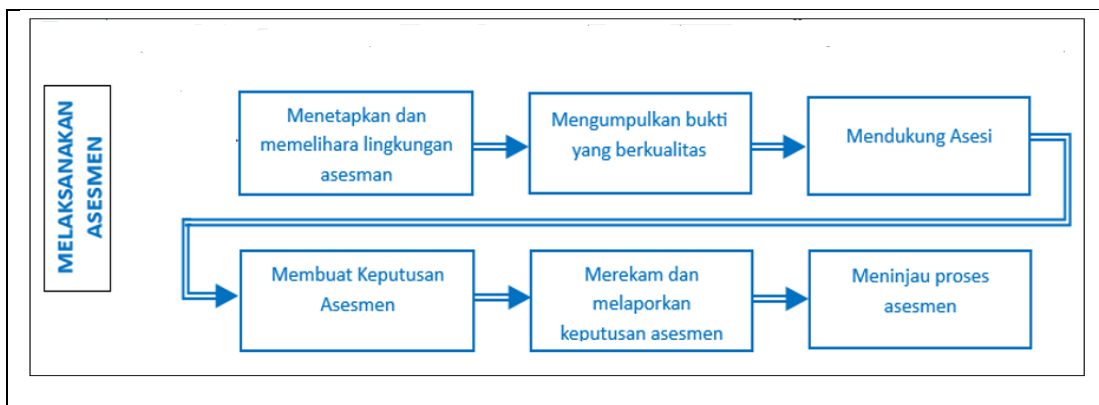 MELAKSANAKAN
ASESMEN
Menetapkan dan
memelihara lingkungan
asesman
Mengumpulkan bukti
yang berkualitas
Mendukung Asesi
Membuat Keputusan
Asesmen
Merekam dan
melaporkan
keputusan asesmen
Meninjau proses
asesmen